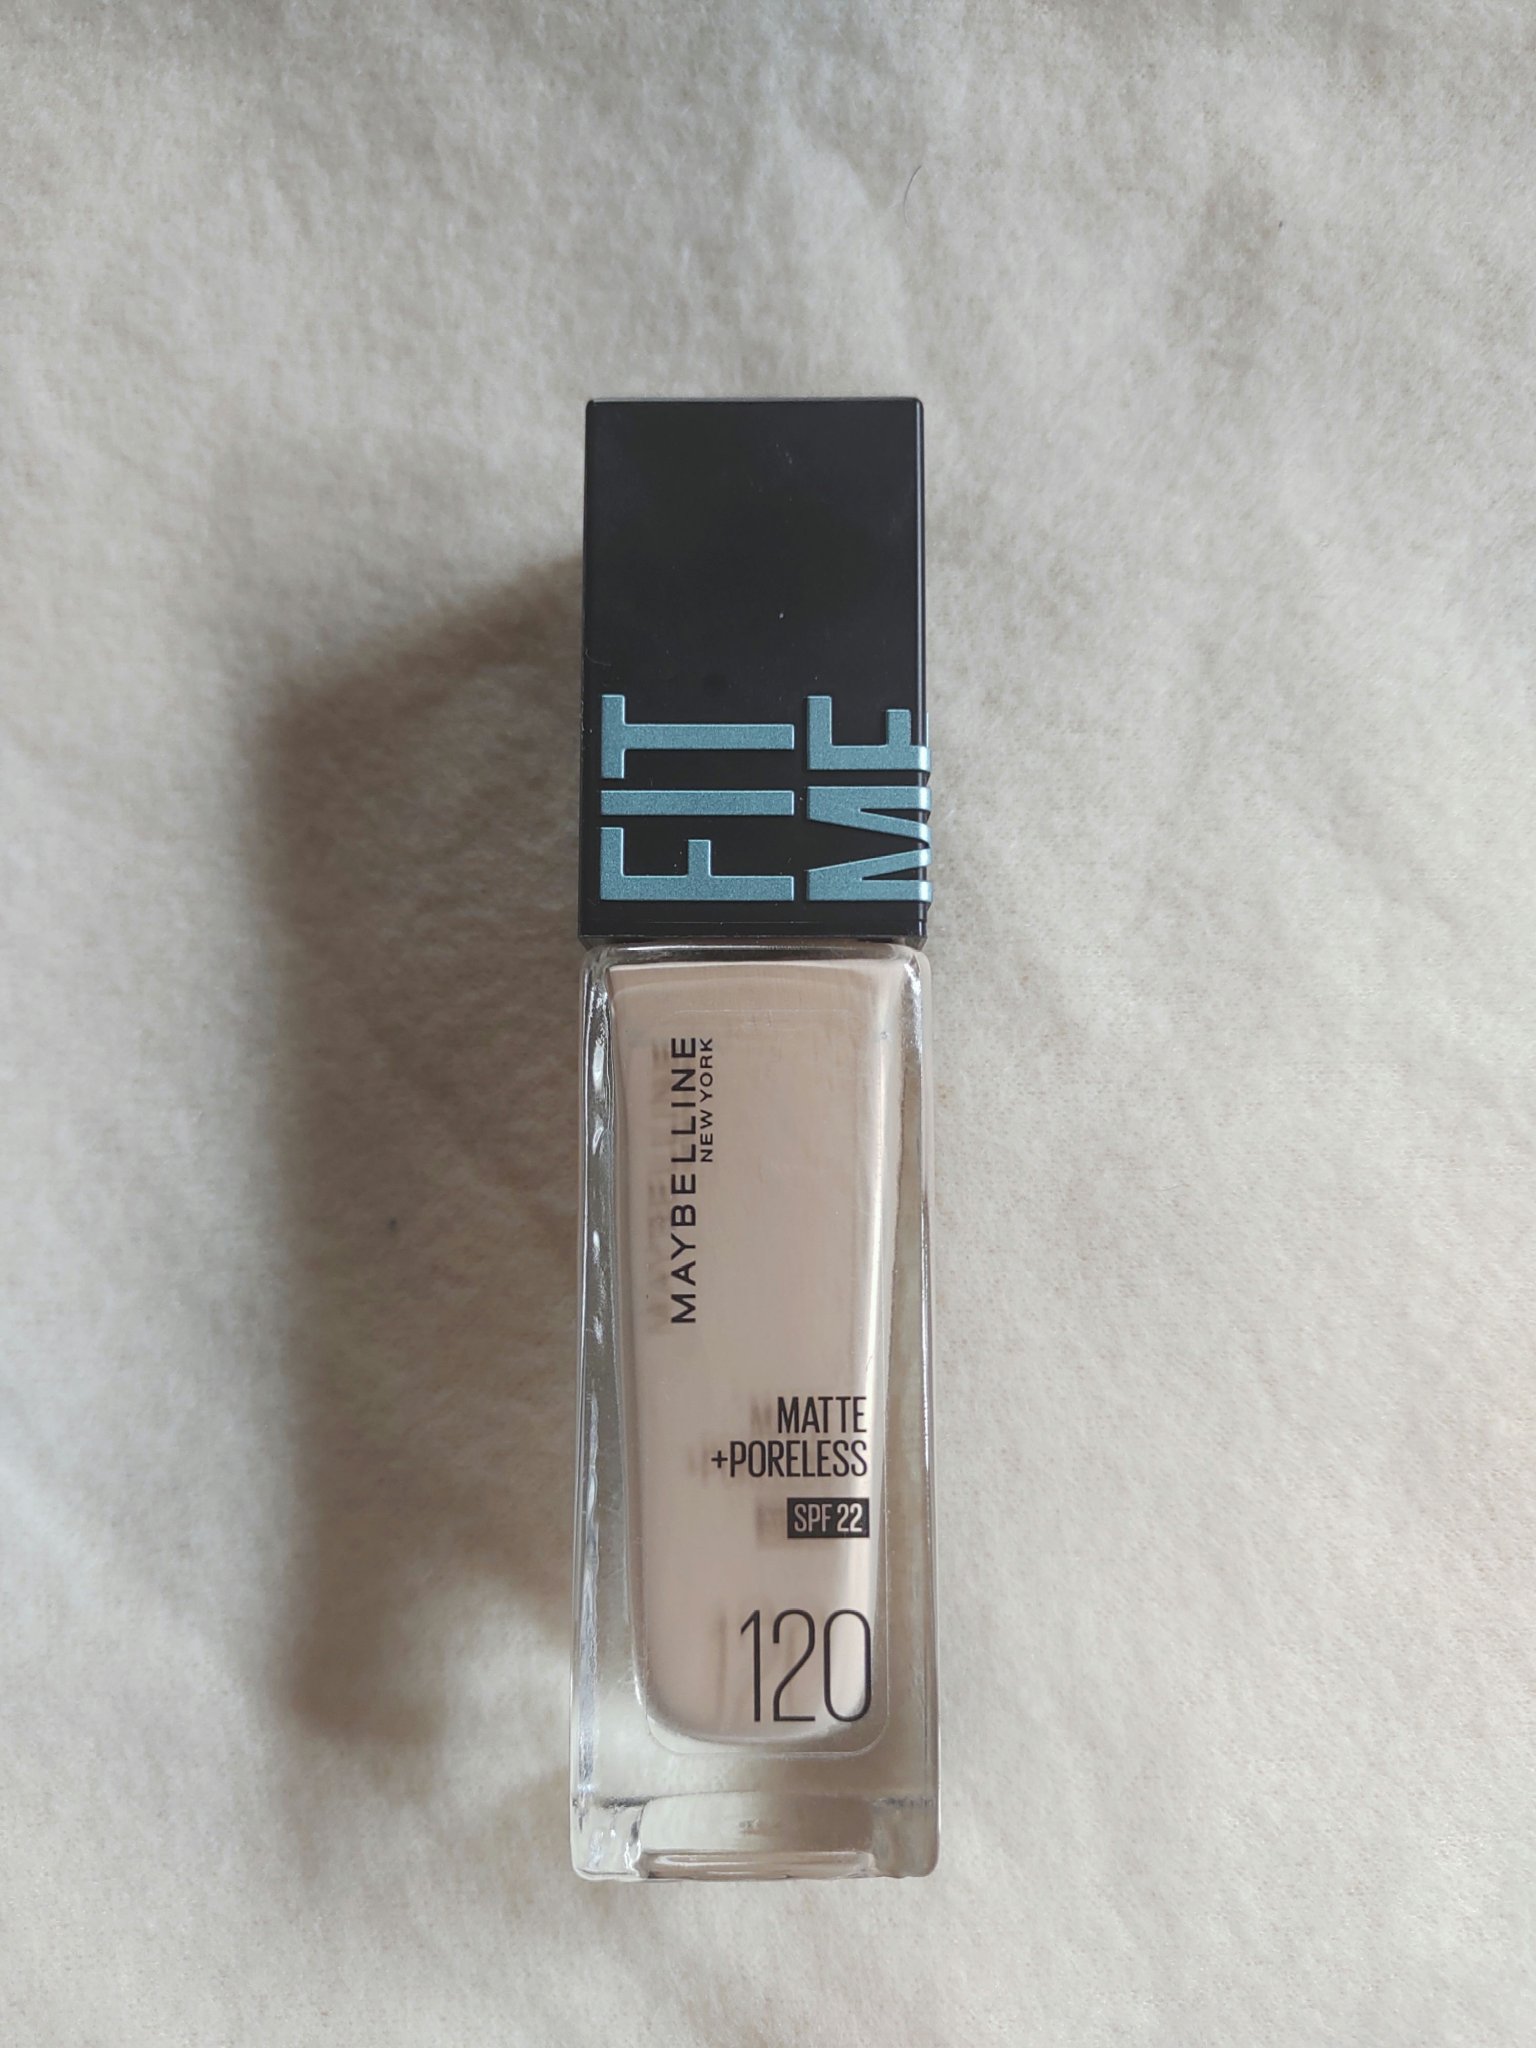 FIT
ME
MAYBELLINE
NEW YORK
MATTE
+PORELESS
SPF 22
120